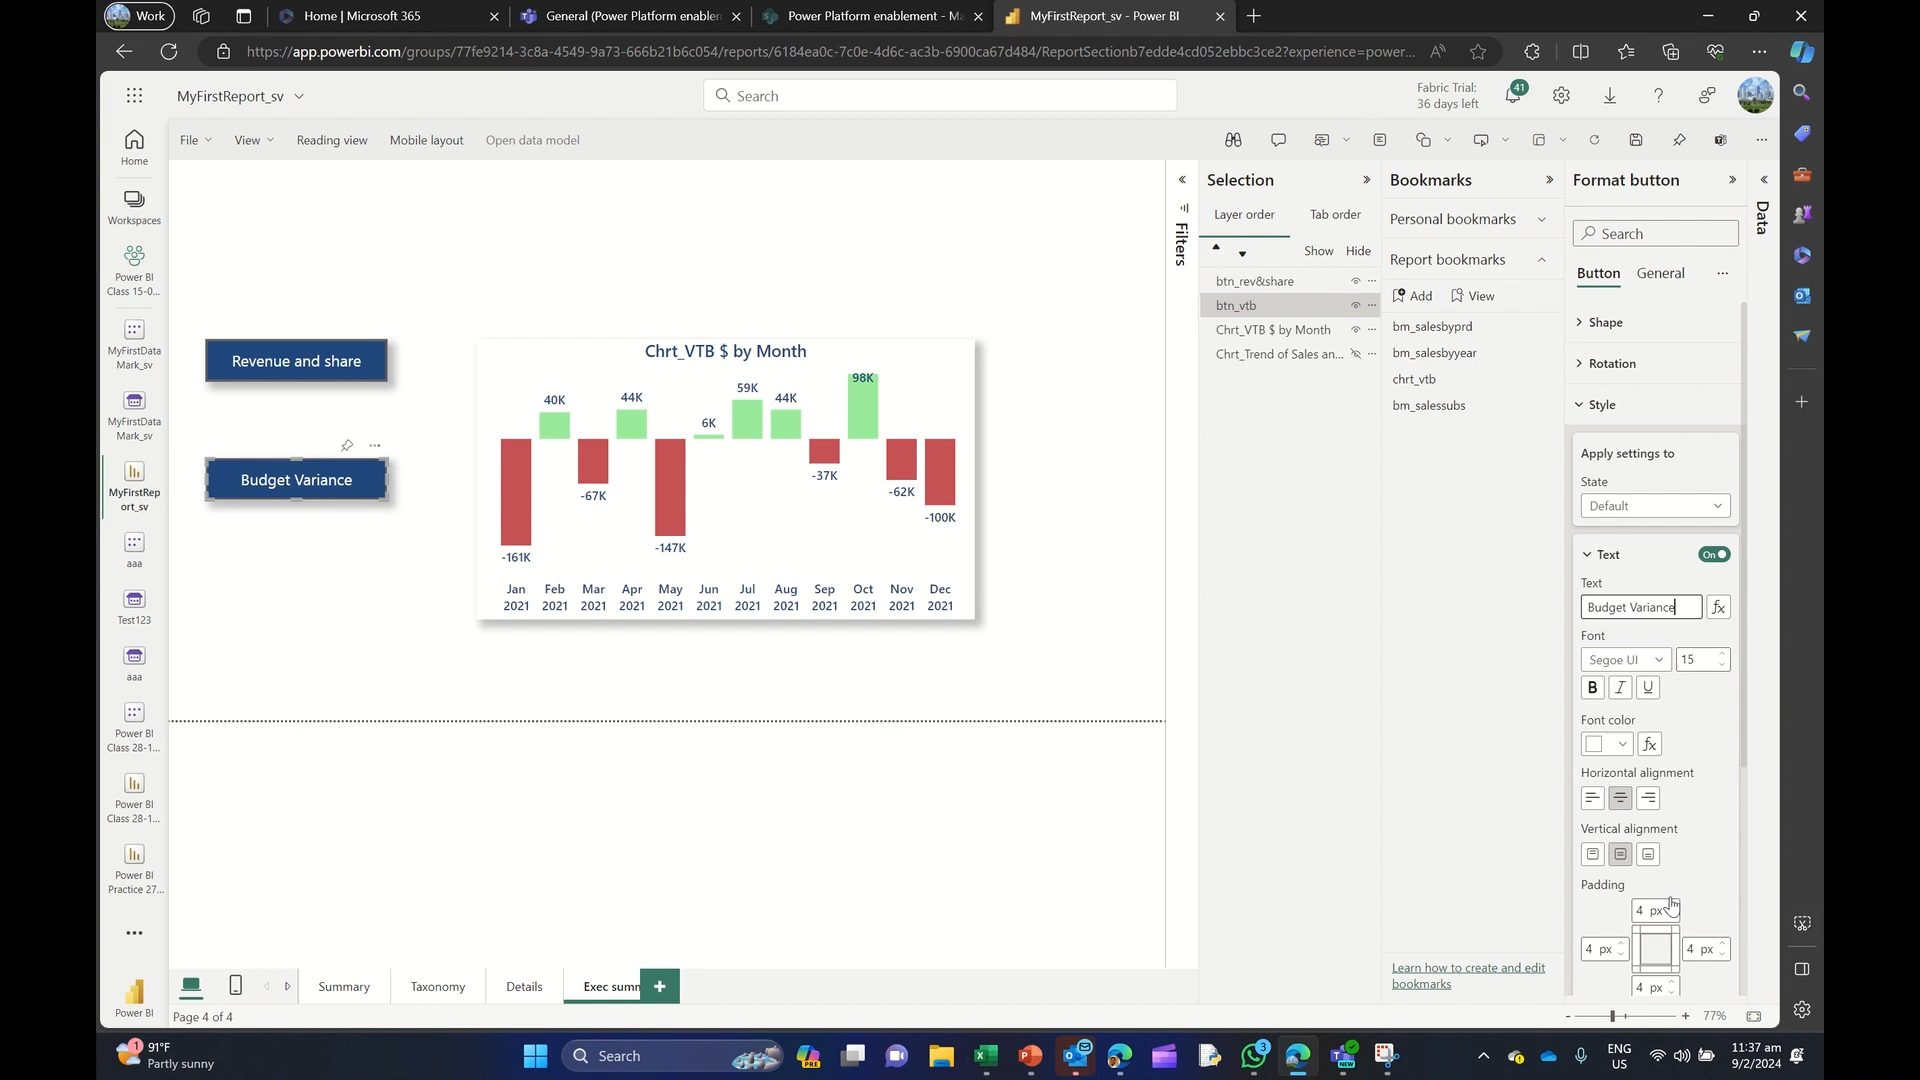 Work
Home | Microsoft 365
General (Power Platform enablen
Power Platform enablement - Ma
MyFirstReport_sv - Power BI
https://app.powerbi.com/groups/77fe9214-3c8a-4549-9a73-666b21b6c054/reports/6184ea0c-7c0e-4d6c-ac3b-6900ca67d484/ReportSectionb7edde4cd052ebbc3ce2?experience=power...
MyFirstReport_sv
Search
Fabric Trial:
36 days left
41
File
View
Reading view
Mobile layout
Open data model
Home
Workspaces
Power BI
Class 15-0...
MyFirstData
Mark_sv
MyFirstData
Mark_sv
MyFirstRep
ort_sv
aaa
Test123
aaa
Power BI
Class 28-1...
Power BI
Class 28-1...
Power BI
Practice 27...
Power BI
Revenue and share
Budget Variance
Chrt_VTB $ by Month
-161K
40K
-67K
44K
-147K
6K
59K
44K
-37K
98K
-62K
-100K
Jan Feb Mar Apr May Jun Jul Aug Sep Oct Nov Dec
2021 2021 2021 2021 2021 2021 2021 2021 2021 2021 2021 2021
Filters
Selection
Layer order
Tab order
Show
Hide
btn_rev&share
btn_vtb
Chrt_VTB $ by Month
Chrt_Trend of Sales an...
Bookmarks
Personal bookmarks
Report bookmarks
Add
View
bm_salesbyprd
bm_salesbyyear
chrt_vtb
bm_salessubs
Learn how to create and edit
bookmarks
Format button
Search
Button
General
Shape
Rotation
Style
Apply settings to
State
Default
Text
On
Text
Budget Variance
fx
Font
Segoe UI
15
B I U
Font color
fx
Horizontal alignment
Vertical alignment
Padding
4 px
4 px
4 px
4 px
Data
Summary
Taxonomy
Details
Exec summ
Page 4 of 4
- + 77%
1
91°F
Partly sunny
Search
PRE
3
NEW
ENG
US
11:37 am
9/2/2024